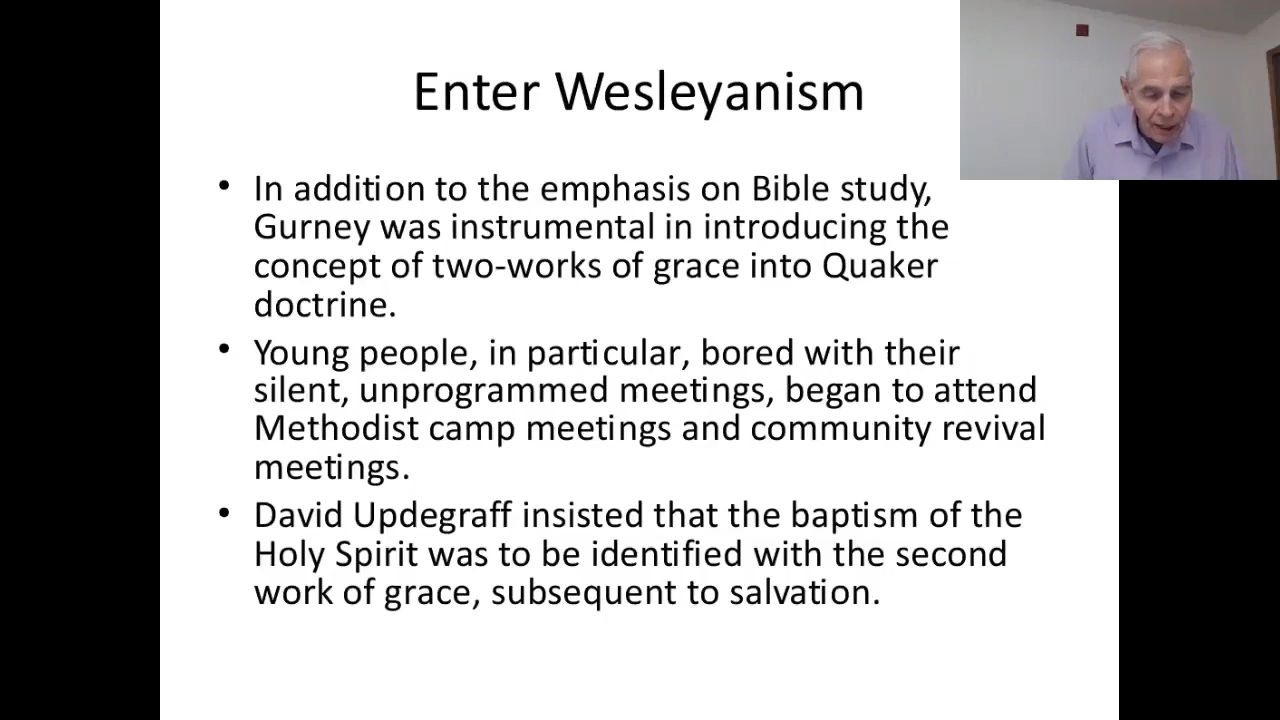 Enter Wesleyanism
• In addition to the emphasis on Bible study,
Gurney was instrumental in introducing the
concept of two-works of grace into Quaker
doctrine.
• Young people, in particular, bored with their
silent, unprogrammed meetings, began to attend
Methodist camp meetings and community revival
meetings.
• David Updegraff insisted that the baptism of the
Holy Spirit was to be identified with the second
work of grace, subsequent to salvation.